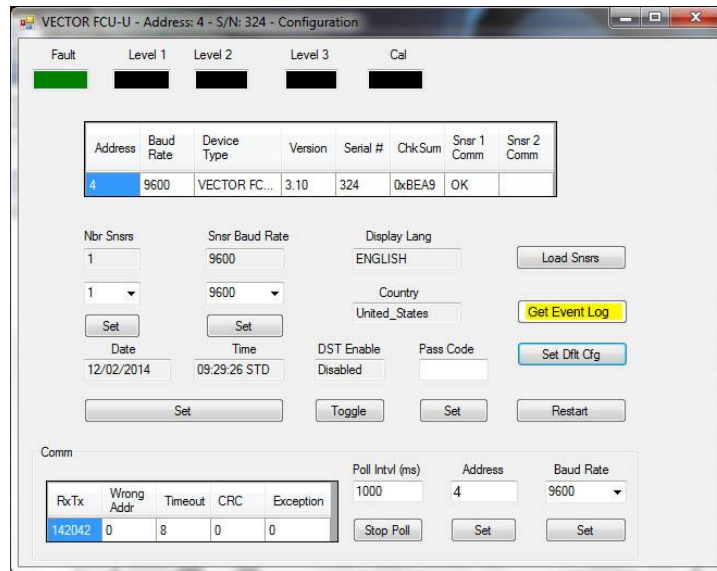 VECTOR FCU-U - Address: 4 - S/N: 324 - Configuration
Fault Level 1 Level 2 Level 3 Cal
Address Baud Rate Device Type Version Serial # ChkSum Snsr 1 Comm Snsr 2 Comm
4 9600 VECTOR FC... 3.10 324 0xBEA9 OK
Nbr Snsrs Snsr Baud Rate Display Lang
1 9600 ENGLISH Load Snsrs
Country
1 9600 United_States Get Event Log
Set Set
Date Time DST Enable Pass Code Set Dflt Cfg
12/02/2014 09:29:26 STD Disabled
Set Toggle Set Restart
Comm
Poll Intvl (ms) Address Baud Rate
RxTx Wrong Addr Timeout CRC Exception 1000 4 9600
142042 0 8 0 0 Stop Poll Set Set